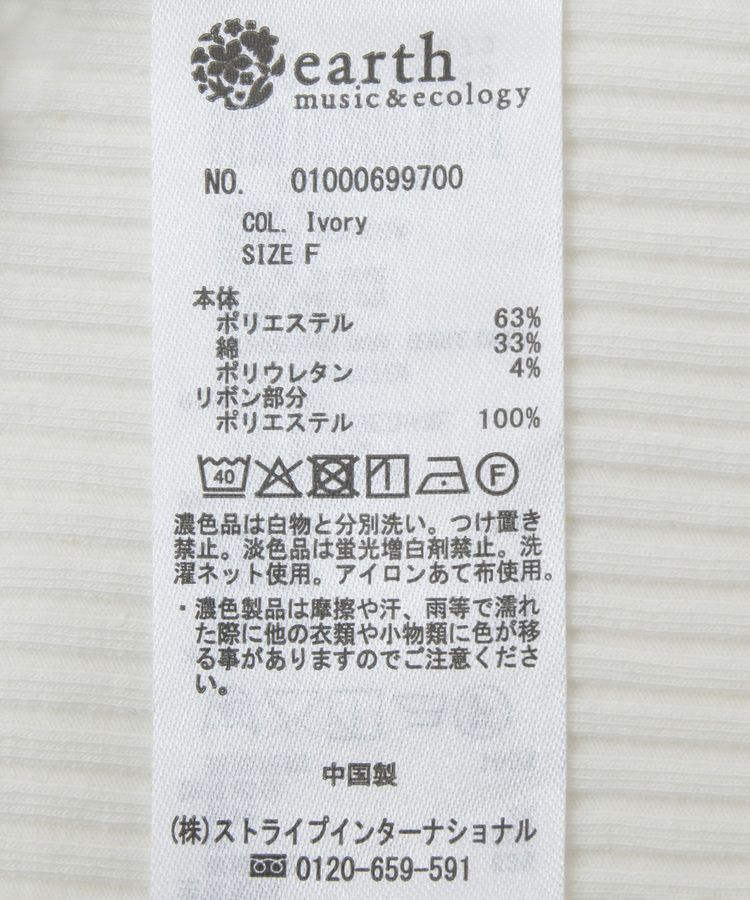 earth
music&ecology
NO. 01000699700
COL. Ivory
SIZE F
本体
ポリエステル 63%
綿 33%
ポリウレタン 4%
リボン部分
ポリエステル 100%
40 F
濃色品は白物と分別洗い。つけ置き
禁止。淡色品は蛍光増白剤禁止。洗
濯ネット使用。アイロンあて布使用。
・濃色製品は摩擦や汗、雨等で濡れ
た際に他の衣類や小物類に色が移
る事がありますのでご注意くださ
い。
中国製
(株)ストライプインターナショナル
0120-659-591